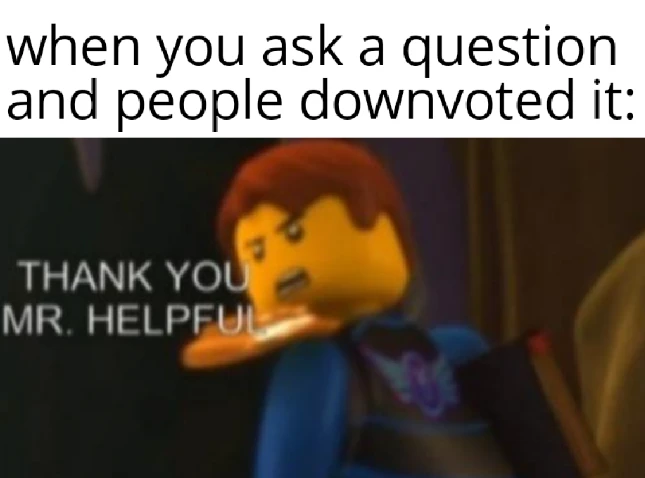 when you ask a question
and people downvoted it:
THANK YOU
MR. HELPFUL